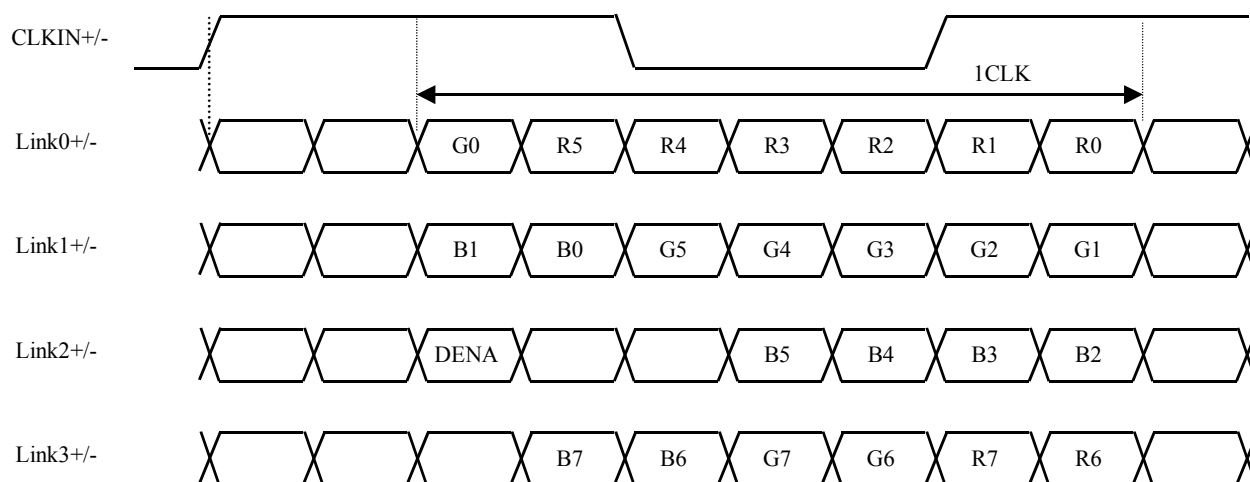 CLKIN+/-
1CLK
Link0+/- G0 R5 R4 R3 R2 R1 R0
Link1+/- B1 B0 G5 G4 G3 G2 G1
Link2+/- DENA B5 B4 B3 B2
Link3+/- B7 B6 G7 G6 R7 R6